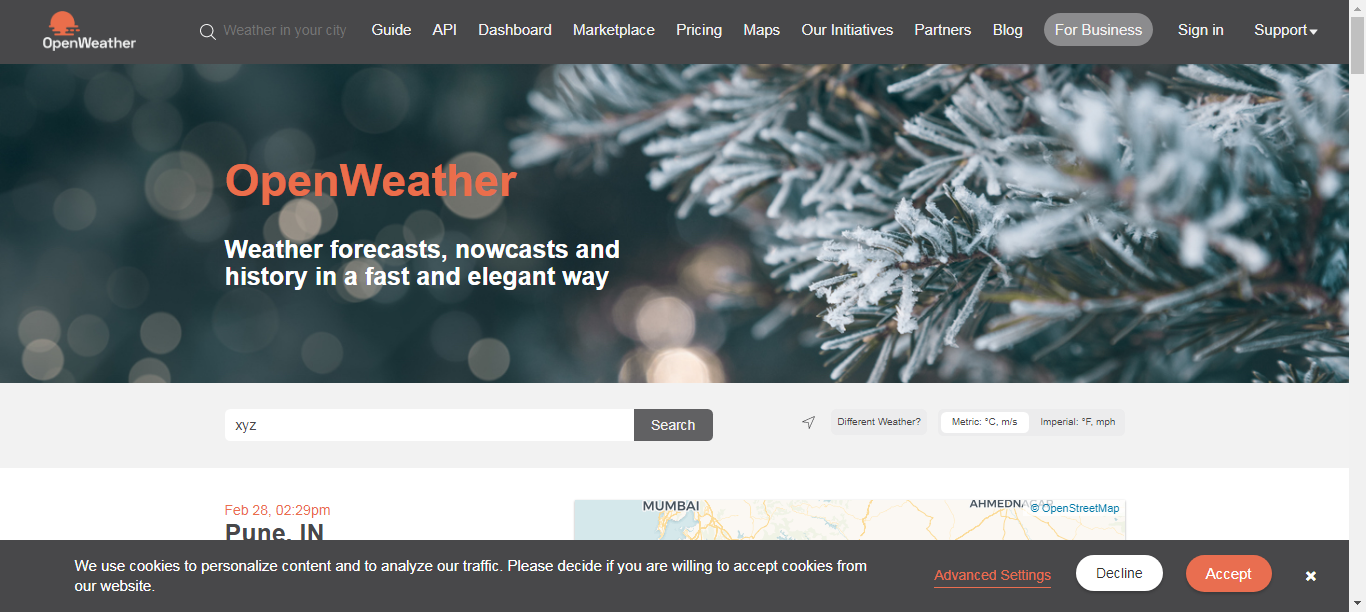 OpenWeather
Weather in your city
Guide
API
Dashboard
Marketplace
Pricing
Maps
Our Initiatives
Partners
Blog
For Business
Sign in
Support
OpenWeather
Weather forecasts, nowcasts and
history in a fast and elegant way
xyz
Search
Different Weather?
Metric: °C, m/s
Imperial: °F, mph
Feb 28, 02:29pm
Pune, IN
MUMBAI
AHMEDNAGAR
© OpenStreetMap
We use cookies to personalize content and to analyze our traffic. Please decide if you are willing to accept cookies from
our website.
Advanced Settings
Decline
Accept